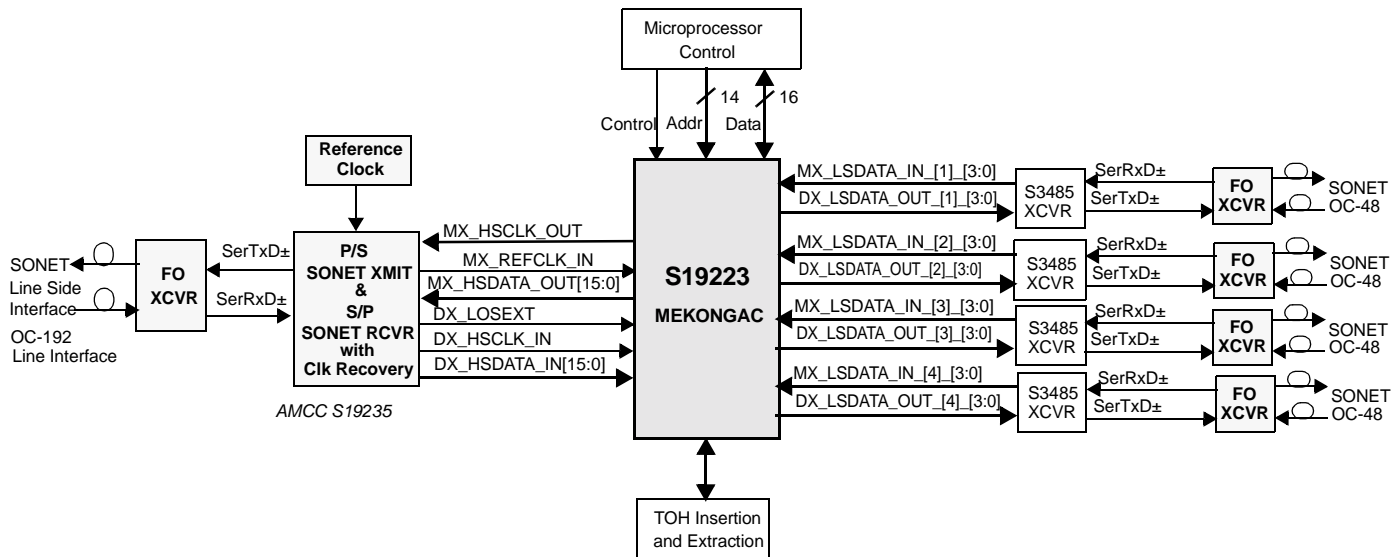 Microprocessor
Control
14
16
Control
Addr
Data
Reference
Clock
MX_HSCLK_OUT
P/S
SONET XMIT
&
S/P
SONET RCVR
with
Clk Recovery
MX_REFCLK_IN
MX_HSDATA_OUT[15:0]
DX_LOSEXT
DX_HSCLK_IN
DX_HSDATA_IN[15:0]
AMCC S19235
SerTxD±
SerRxD±
FO
XCVR
SONET
Line Side
Interface
OC-192
Line Interface
S19223
MEKONGAC
MX_LSDATA_IN_[1]_[3:0]
DX_LSDATA_OUT_[1]_[3:0]
S3485
XCVR
SerRxD±
SerTxD±
FO
XCVR
SONET
OC-48
MX_LSDATA_IN_[2]_[3:0]
DX_LSDATA_OUT_[2]_[3:0]
S3485
XCVR
SerRxD±
SerTxD±
FO
XCVR
SONET
OC-48
MX_LSDATA_IN_[3]_[3:0]
DX_LSDATA_OUT_[3]_[3:0]
S3485
XCVR
SerRxD±
SerTxD±
FO
XCVR
SONET
OC-48
MX_LSDATA_IN_[4]_[3:0]
DX_LSDATA_OUT_[4]_[3:0]
S3485
XCVR
SerRxD±
SerTxD±
FO
XCVR
SONET
OC-48
TOH Insertion
and Extraction